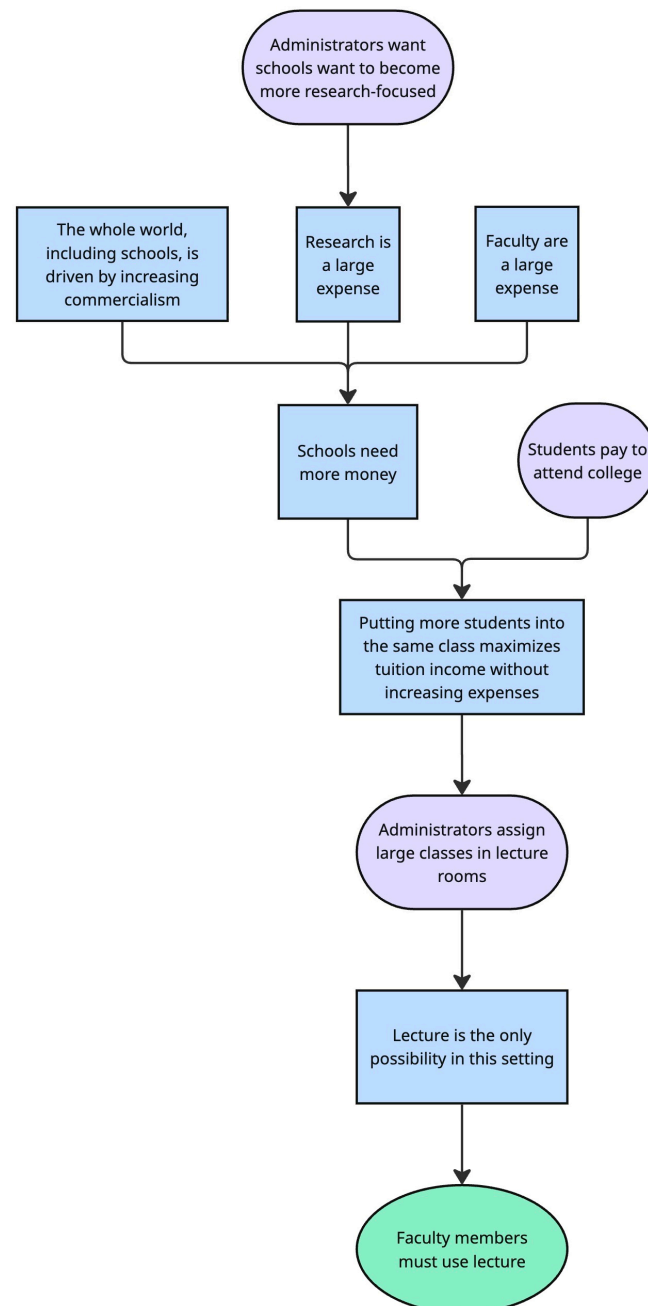 Administrators want
schools want to become
more research-focused
The whole world,
including schools, is
driven by increasing
commercialism
Research is
a large
expense
Faculty are
a large
expense
Schools need
more money
Students pay to
attend college
Putting more students into
the same class maximizes
tuition income without
increasing expenses
Administrators assign
large classes in lecture
rooms
Lecture is the only
possibility in this setting
Faculty members
must use lecture